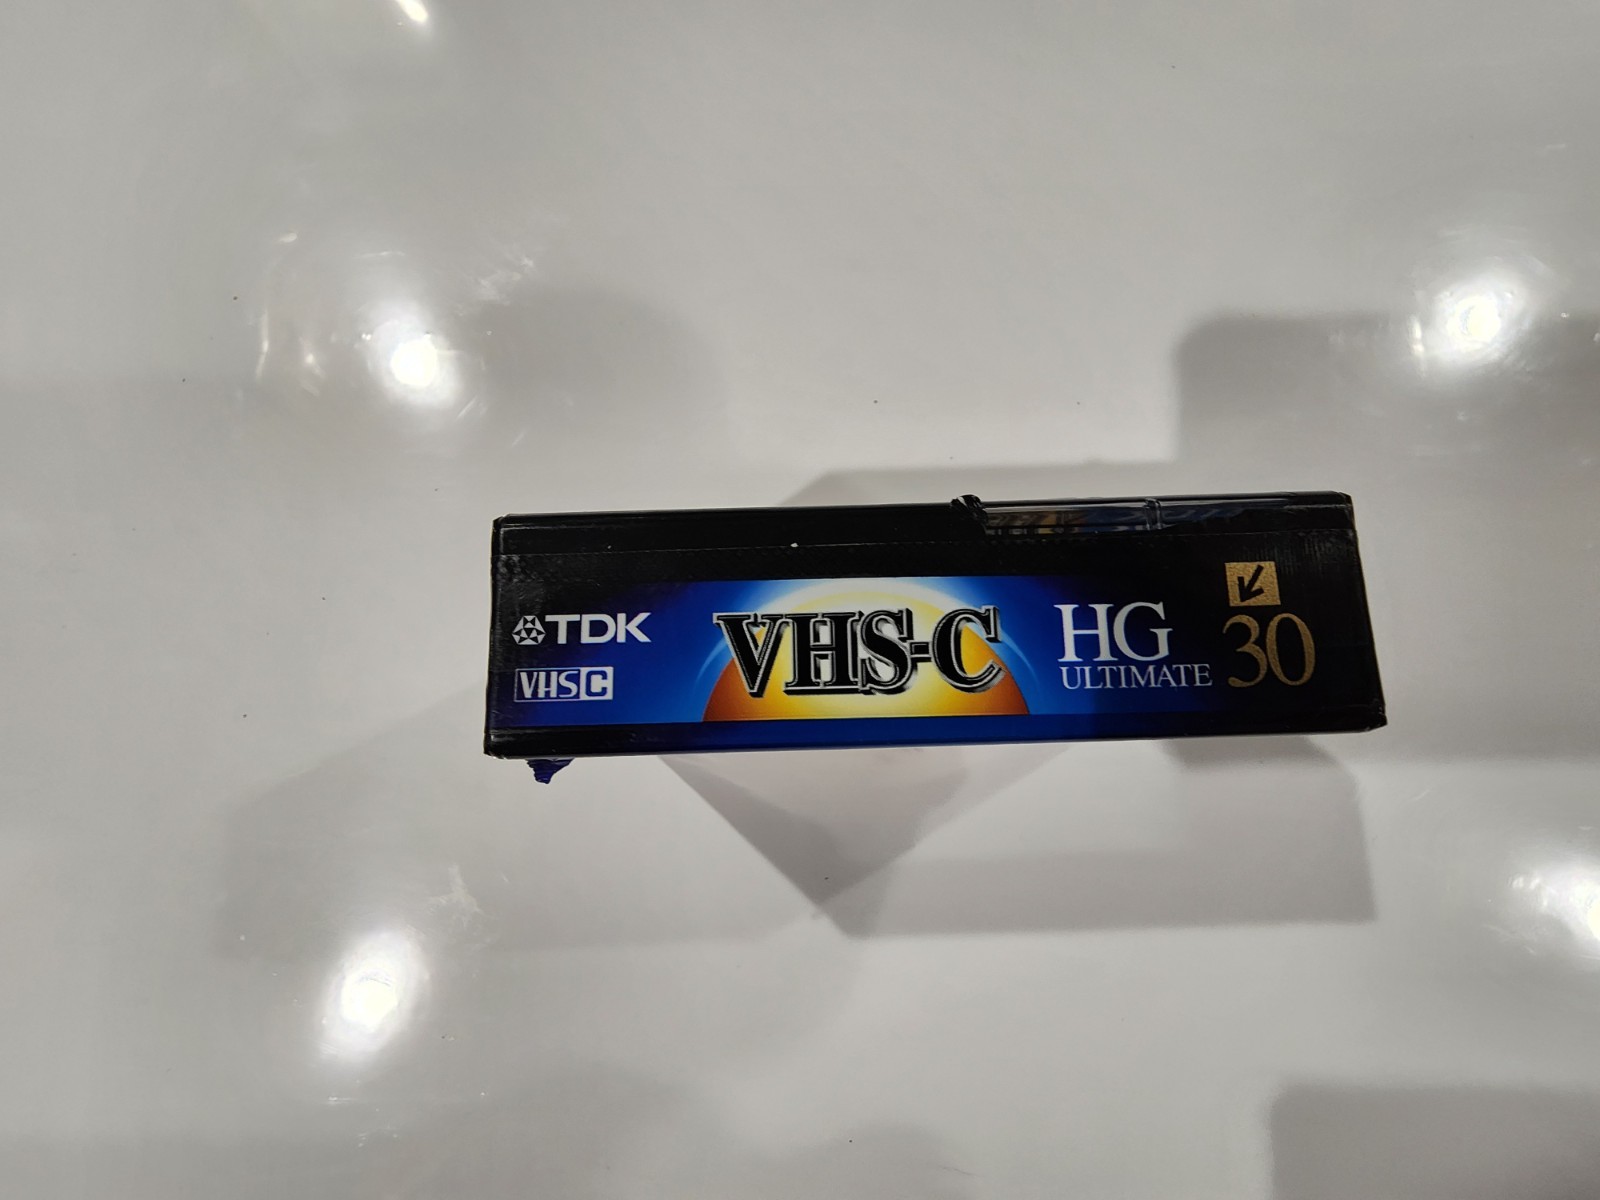 TDK
VHS C
VHS-C
HG
ULTIMATE
30